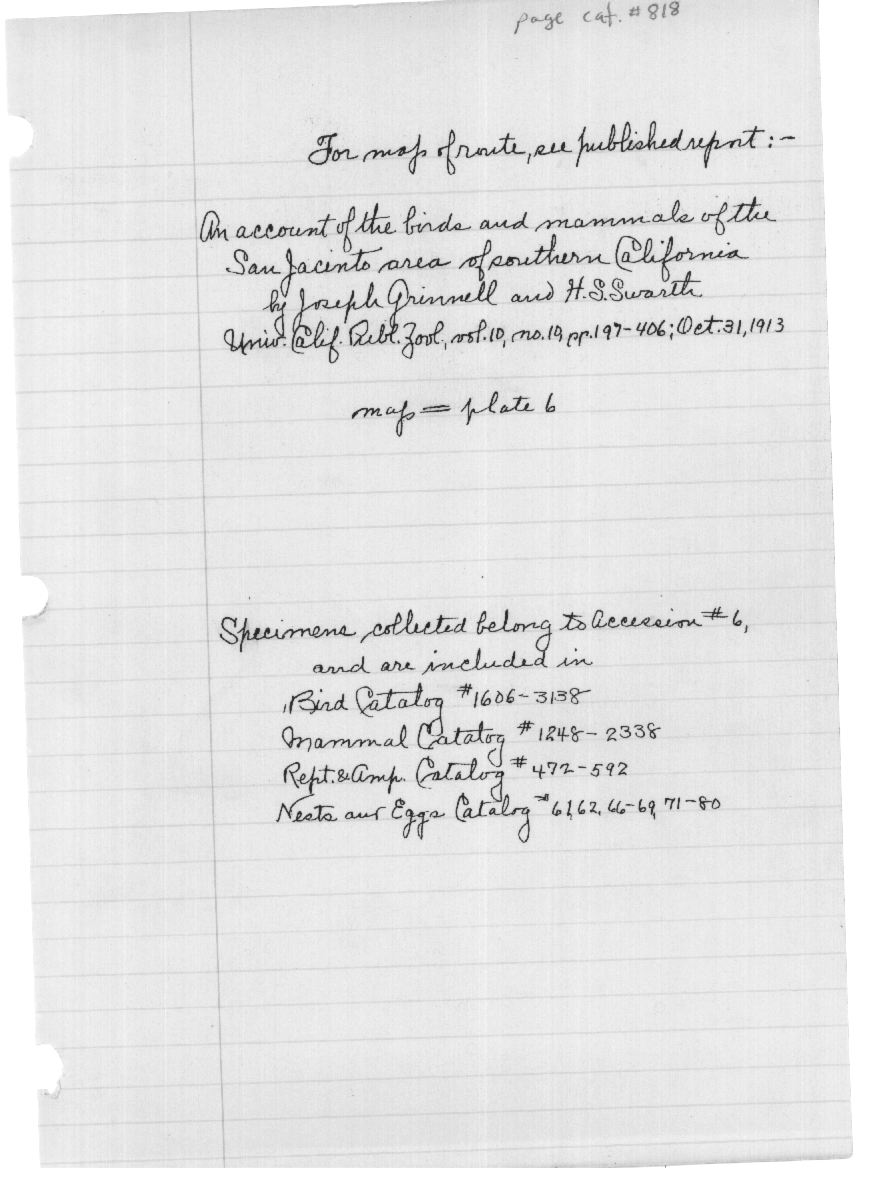 page cat. #818
For map of route, see published report:-
An account of the birds and mammals of the
San Jacinto area of southern California
by Joseph Grinnell and H.S. Swarth
Univ. Calif. Publ. Zool., vol. 10, no. 10, pp. 197-406; Oct. 31, 1913
map = plate 6
Specimens collected belong to Accession #6,
and are included in
Bird Catalog #1606-3138
Mammal Catalog #1248-2338
Rept. & Amp. Catalog #472-592
Nests and Eggs Catalog #61, 62, 66-69, 71-80